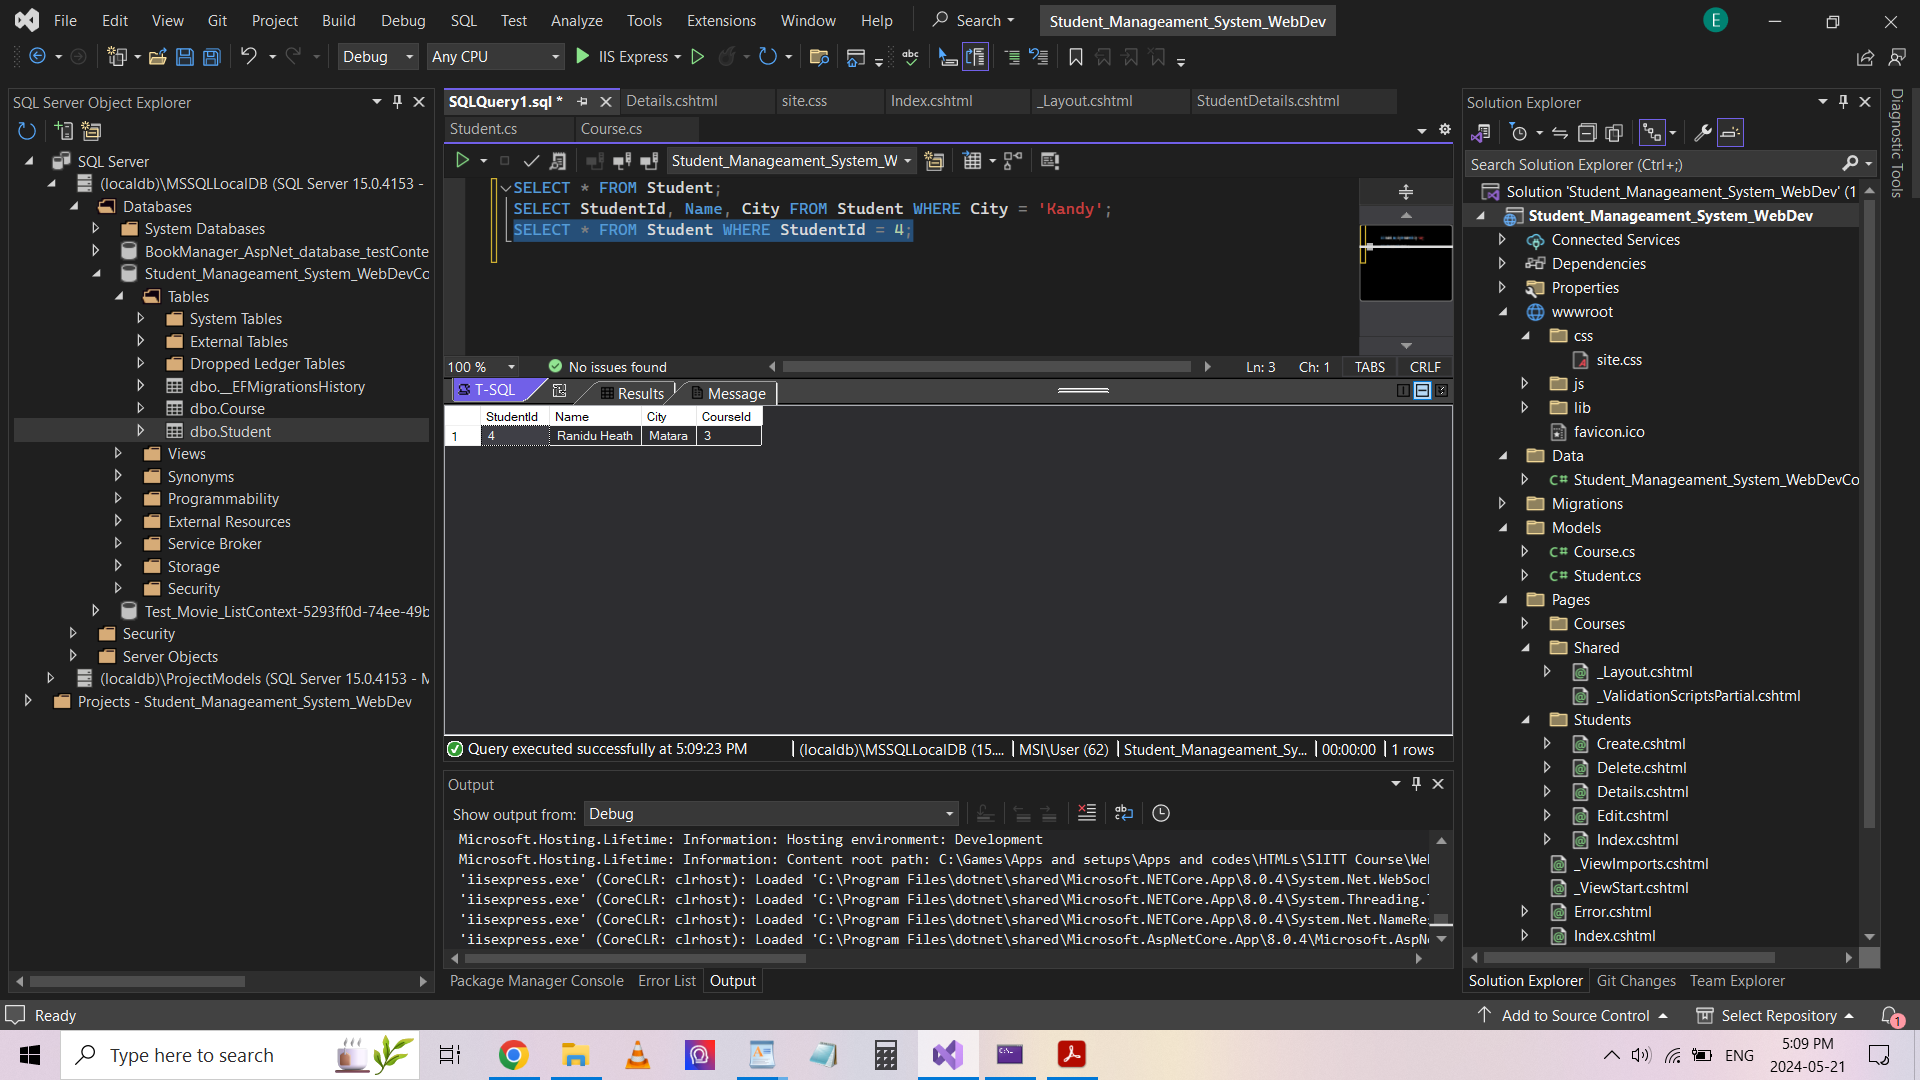 File Edit View Git Project Build Debug SQL Test Analyze Tools Extensions Window Help Search Student_Manageament_System_WebDev E
Debug Any CPU IIS Express
SQL Server Object Explorer
SQL Server
(localdb)\MSSQLLocalDB (SQL Server 15.0.4153 -
Databases
System Databases
BookManager_AspNet_database_testConte
Student_Manageament_System_WebDevCo
Tables
System Tables
External Tables
Dropped Ledger Tables
dbo.__EFMigrationsHistory
dbo.Course
dbo.Student
Views
Synonyms
Programmability
External Resources
Service Broker
Storage
Security
Test_Movie_ListContext-5293ff0d-74ee-49b
Security
Server Objects
(localdb)\ProjectModels (SQL Server 15.0.4153 - M
Projects - Student_Manageament_System_WebDev
SQLQuery1.sql * Details.cshtml site.css Index.cshtml _Layout.cshtml StudentDetails.cshtml
Student.cs Course.cs
Student_Manageament_System_W
SELECT * FROM Student;
SELECT StudentId, Name, City FROM Student WHERE City = 'Kandy';
SELECT * FROM Student WHERE StudentId = 4;
100 % No issues found Ln: 3 Ch: 1 TABS CRLF
T-SQL Results Message
StudentId Name City CourseId
1 4 Ranidu Heath Matara 3
Query executed successfully at 5:09:23 PM (localdb)\MSSQLLocalDB (15.... MSI\User (62) Student_Manageament_Sy... 00:00:00 1 rows
Output
Show output from: Debug
Microsoft.Hosting.Lifetime: Information: Hosting environment: Development
Microsoft.Hosting.Lifetime: Information: Content root path: C:\Games\Apps and setups\Apps and codes\HTMLs\SlITT Course\Wel
'iisexpress.exe' (CoreCLR: clrhost): Loaded 'C:\Program Files\dotnet\shared\Microsoft.NETCore.App\8.0.4\System.Net.WebSoc
'iisexpress.exe' (CoreCLR: clrhost): Loaded 'C:\Program Files\dotnet\shared\Microsoft.NETCore.App\8.0.4\System.Threading.
'iisexpress.exe' (CoreCLR: clrhost): Loaded 'C:\Program Files\dotnet\shared\Microsoft.NETCore.App\8.0.4\System.Net.NameRe
'iisexpress.exe' (CoreCLR: clrhost): Loaded 'C:\Program Files\dotnet\shared\Microsoft.AspNetCore.App\8.0.4\Microsoft.AspN
Package Manager Console Error List Output
Solution Explorer
Search Solution Explorer (Ctrl+;)
Solution 'Student_Manageament_System_WebDev' (1
Student_Manageament_System_WebDev
Connected Services
Dependencies
Properties
wwwroot
css
site.css
js
lib
favicon.ico
Data
C# Student_Manageament_System_WebDevCo
Migrations
Models
C# Course.cs
C# Student.cs
Pages
Courses
Shared
_Layout.cshtml
_ValidationScriptsPartial.cshtml
Students
Create.cshtml
Delete.cshtml
Details.cshtml
Edit.cshtml
Index.cshtml
_ViewImports.cshtml
_ViewStart.cshtml
Error.cshtml
Index.cshtml
Solution Explorer Git Changes Team Explorer
Diagnostic Tools
Ready Add to Source Control Select Repository 1
Type here to search ENG 5:09 PM
2024-05-21